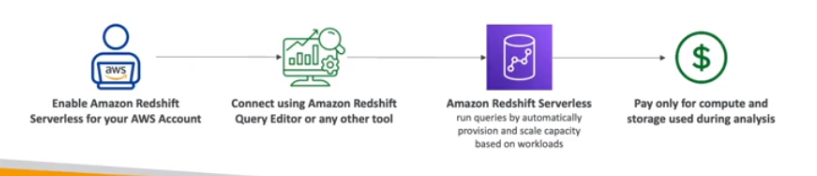 aws
Enable Amazon Redshift
Serverless for your AWS Account
Connect using Amazon Redshift
Query Editor or any other tool
Amazon Redshift Serverless
run queries by automatically
provision and scale capacity
based on workloads
$
Pay only for compute and
storage used during analysis